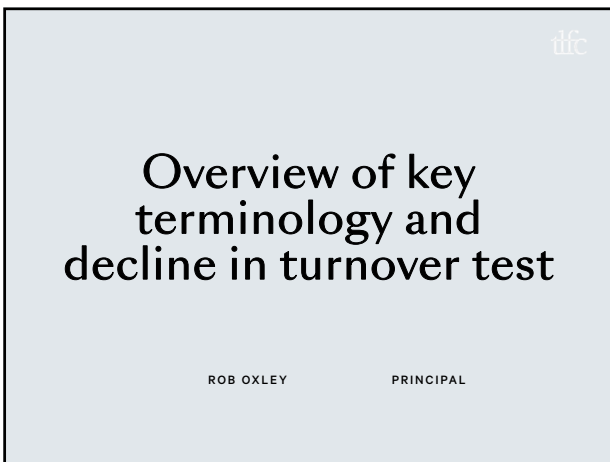 tlfc
Overview of key
terminology and
decline in turnover test
ROB OXLEY PRINCIPAL